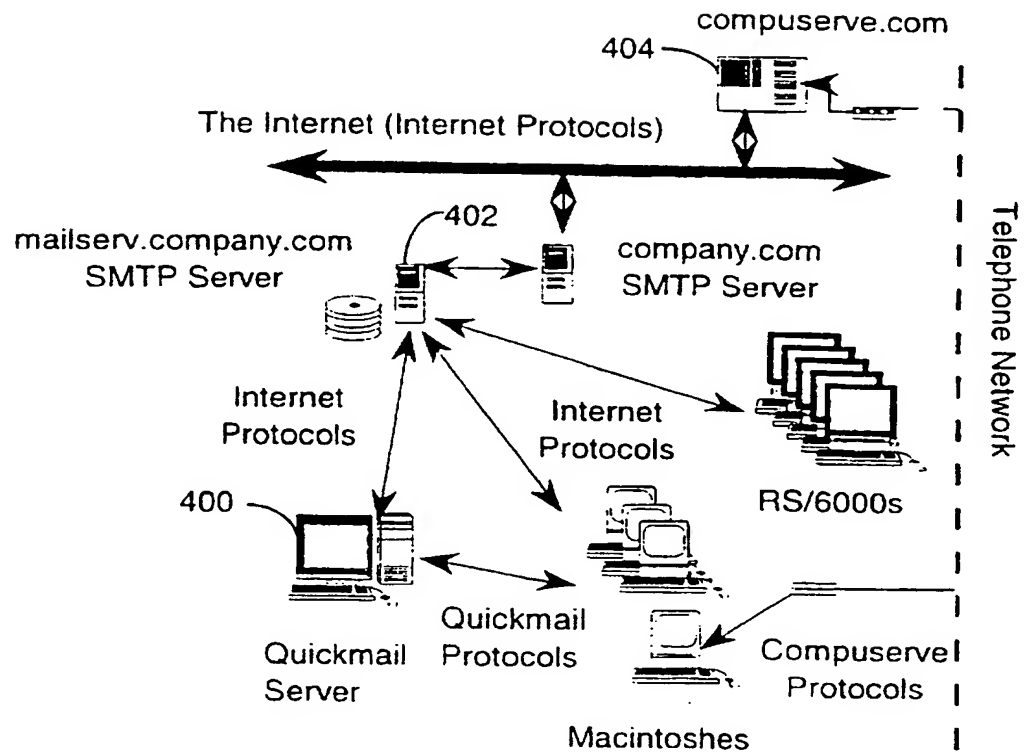 compuserve.com
404
The Internet (Internet Protocols)
402
mailserv.company.com
SMTP Server
company.com
SMTP Server
Telephone Network
Internet
Protocols
Internet
Protocols
RS/6000s
400
Quickmail
Protocols
Quickmail
Server
Compuserve
Protocols
Macintoshes